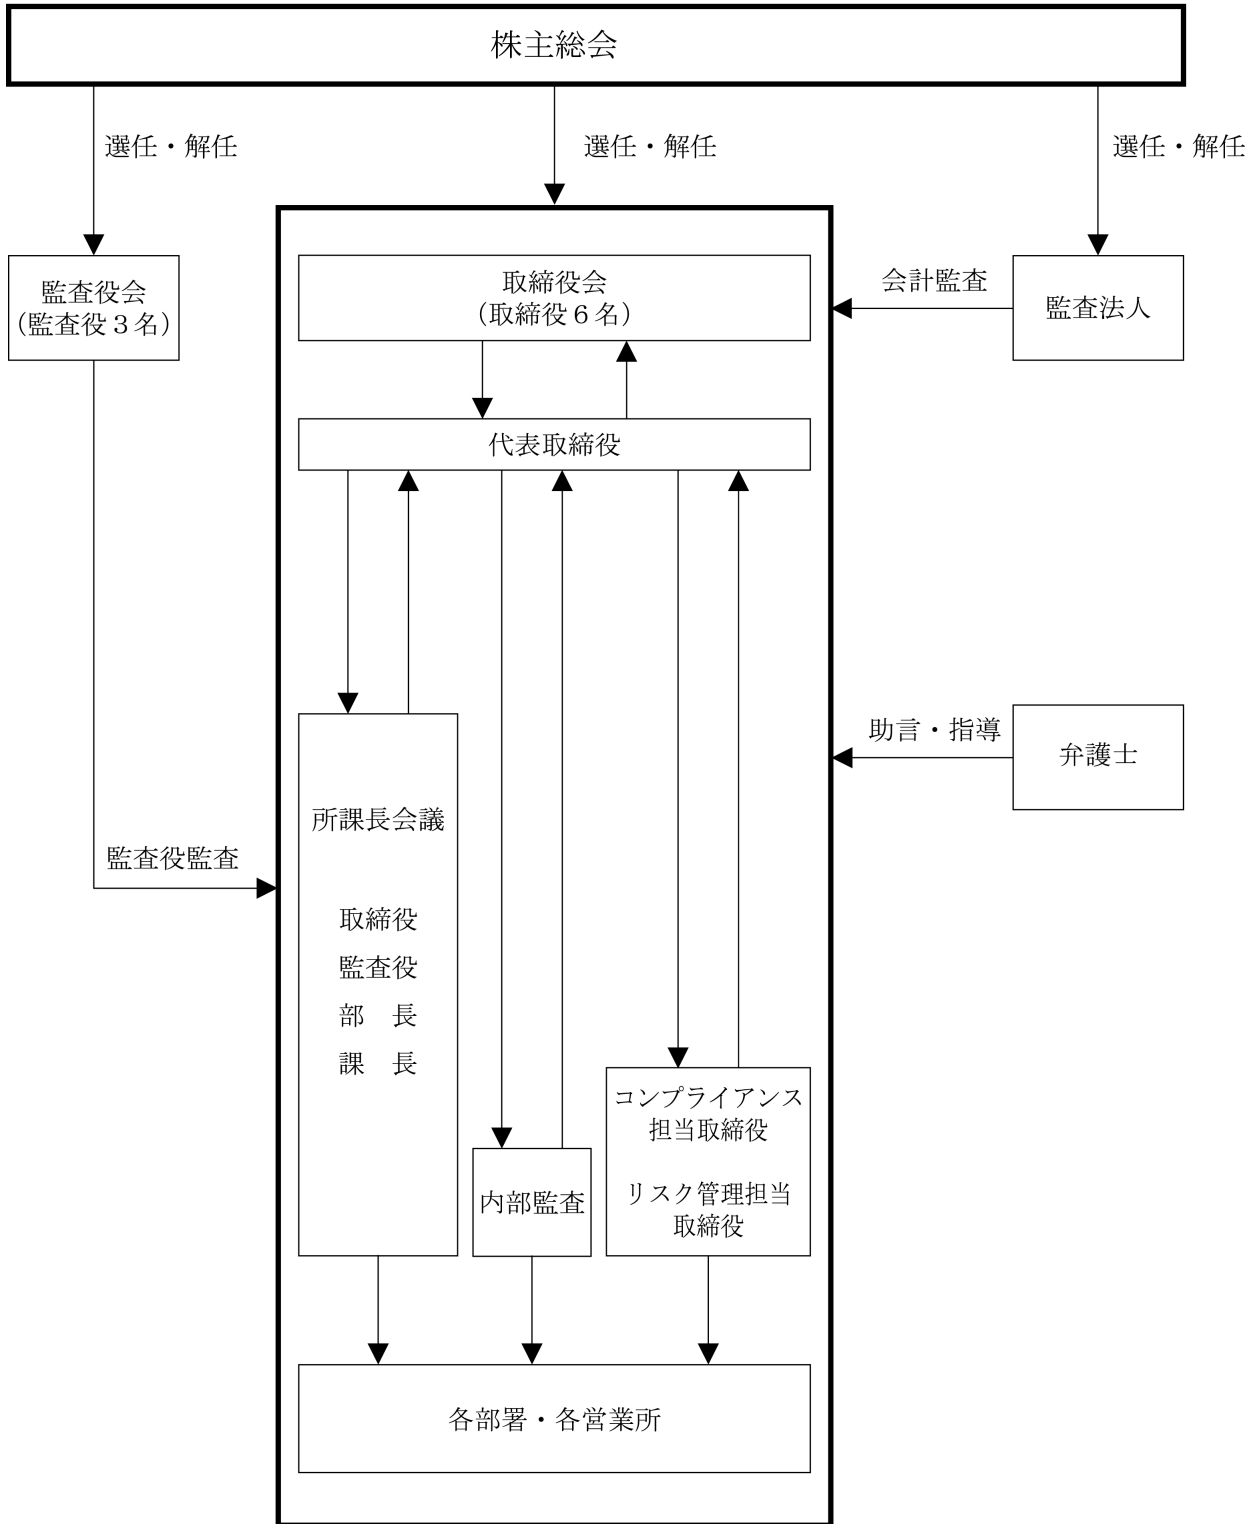 株主総会
選任・解任
選任・解任
選任・解任
監査役会
(監査役3名)
取締役会
(取締役6名)
会計監査
監査法人
代表取締役
助言・指導
弁護士
監査役監査
所課長会議
取締役
監査役
部　長
課　長
内部監査
コンプライアンス
担当取締役
リスク管理担当
取締役
各部署・各営業所